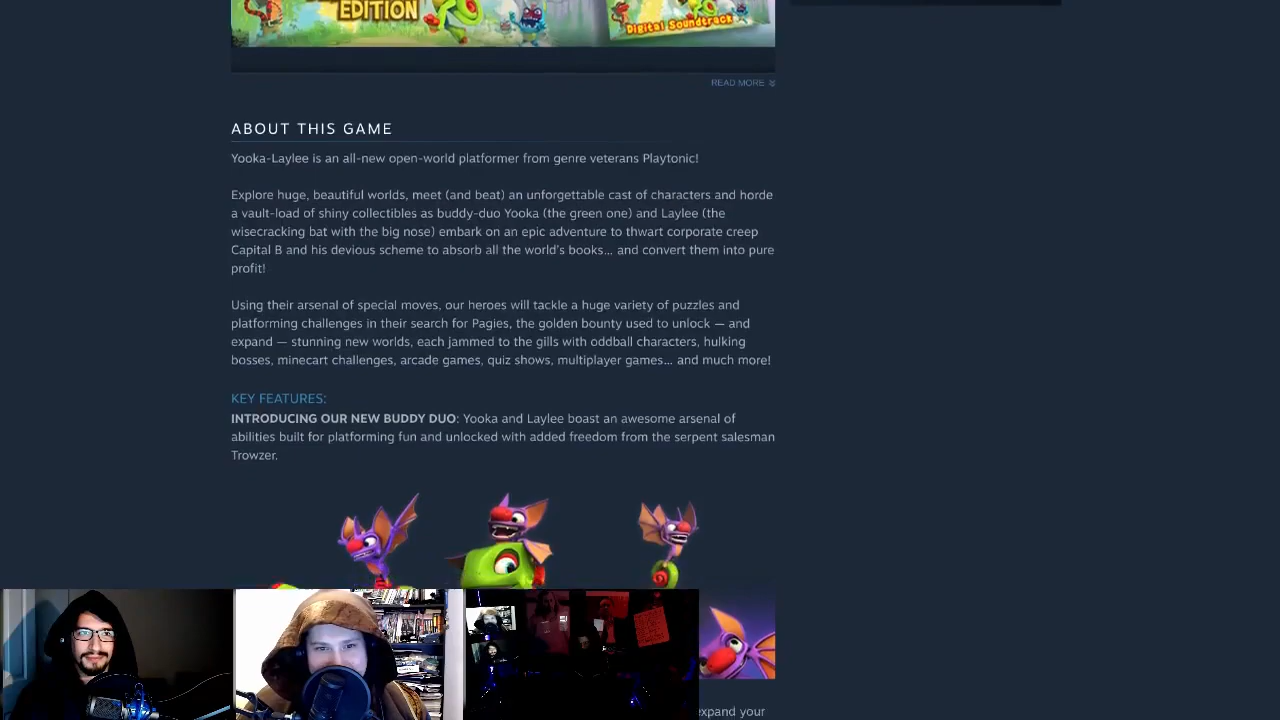 EDITION
Digital Soundtrack
READ MORE
ABOUT THIS GAME
Yooka-Laylee is an all-new open-world platformer from genre veterans Playtonic!
Explore huge, beautiful worlds, meet (and beat) an unforgettable cast of characters and horde
a vault-load of shiny collectibles as buddy-duo Yooka (the green one) and Laylee (the
wisecracking bat with the big nose) embark on an epic adventure to thwart corporate creep
Capital B and his devious scheme to absorb all the world's books... and convert them into pure
profit!
Using their arsenal of special moves, our heroes will tackle a huge variety of puzzles and
platforming challenges in their search for Pagies, the golden bounty used to unlock — and
expand — stunning new worlds, each jammed to the gills with oddball characters, hulking
bosses, minecart challenges, arcade games, quiz shows, multiplayer games... and much more!
KEY FEATURES:
INTRODUCING OUR NEW BUDDY DUO: Yooka and Laylee boast an awesome arsenal of
abilities built for platforming fun and unlocked with added freedom from the serpent salesman
Trowzer.
expand your